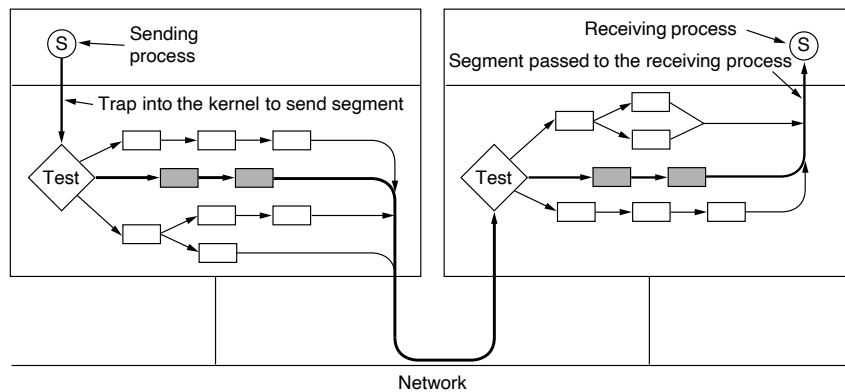 S
Sending
process
Trap into the kernel to send segment
Test
Receiving process
S
Segment passed to the receiving process
Test
Network